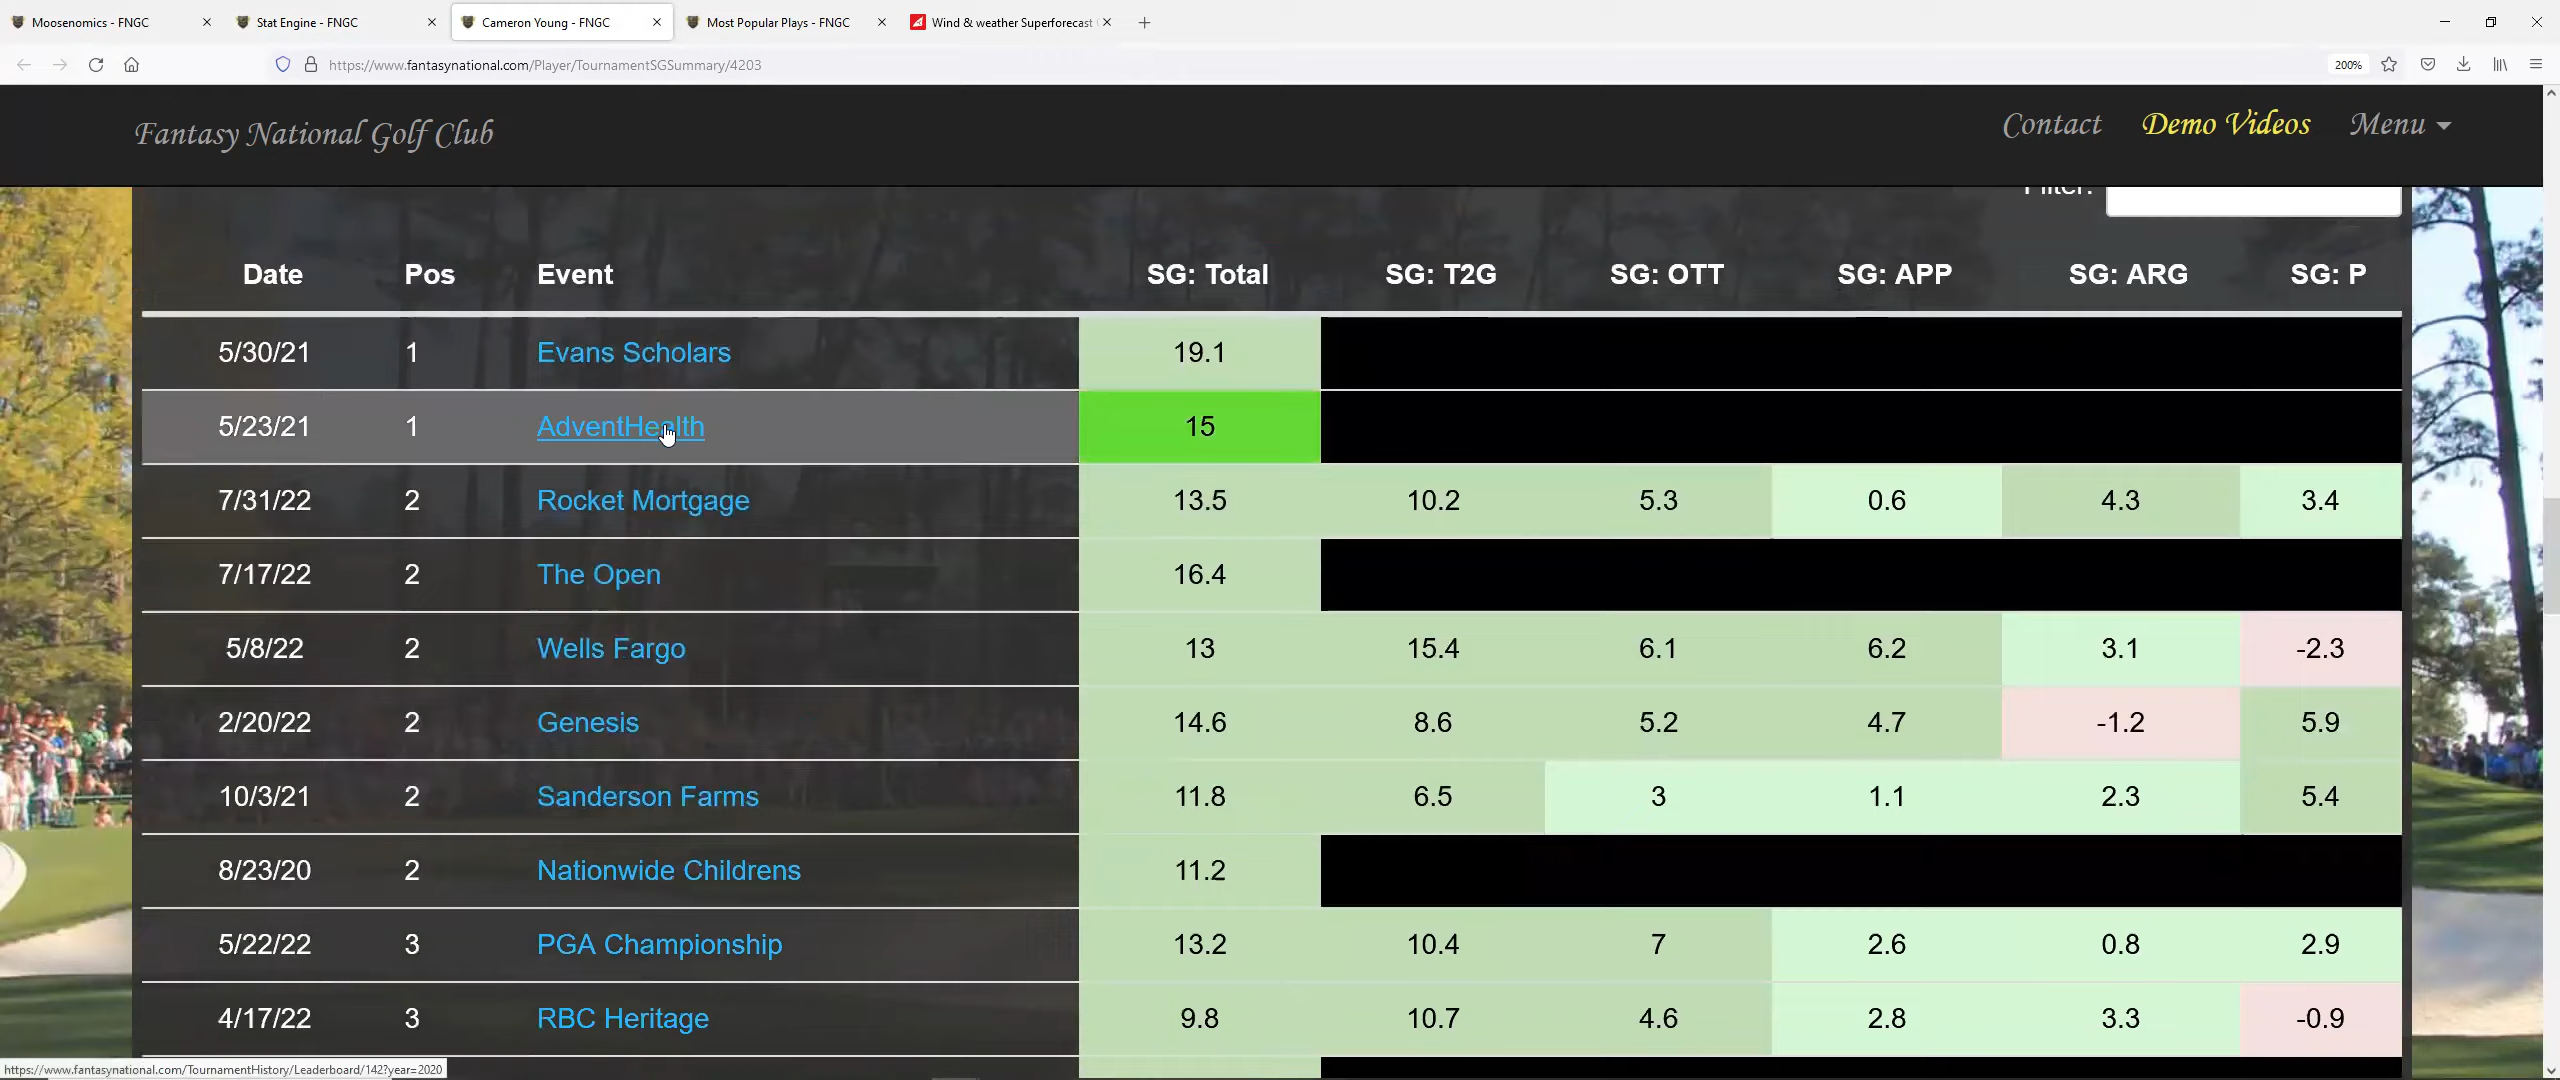 Moosenomics - FNGC
Stat Engine - FNGC
Cameron Young - FNGC
Most Popular Plays - FNGC
Wind & weather Superforecast
https://www.fantasynational.com/Player/TournamentSGSummary/4203
200%
Fantasy National Golf Club
Contact Demo Videos Menu
Filter:
Date Pos Event SG: Total SG: T2G SG: OTT SG: APP SG: ARG SG: P
5/30/21 1 Evans Scholars 19.1
5/23/21 1 AdventHealth 15
7/31/22 2 Rocket Mortgage 13.5 10.2 5.3 0.6 4.3 3.4
7/17/22 2 The Open 16.4
5/8/22 2 Wells Fargo 13 15.4 6.1 6.2 3.1 -2.3
2/20/22 2 Genesis 14.6 8.6 5.2 4.7 -1.2 5.9
10/3/21 2 Sanderson Farms 11.8 6.5 3 1.1 2.3 5.4
8/23/20 2 Nationwide Childrens 11.2
5/22/22 3 PGA Championship 13.2 10.4 7 2.6 0.8 2.9
4/17/22 3 RBC Heritage 9.8 10.7 4.6 2.8 3.3 -0.9
https://www.fantasynational.com/TournamentHistory/Leaderboard/142?year=2020